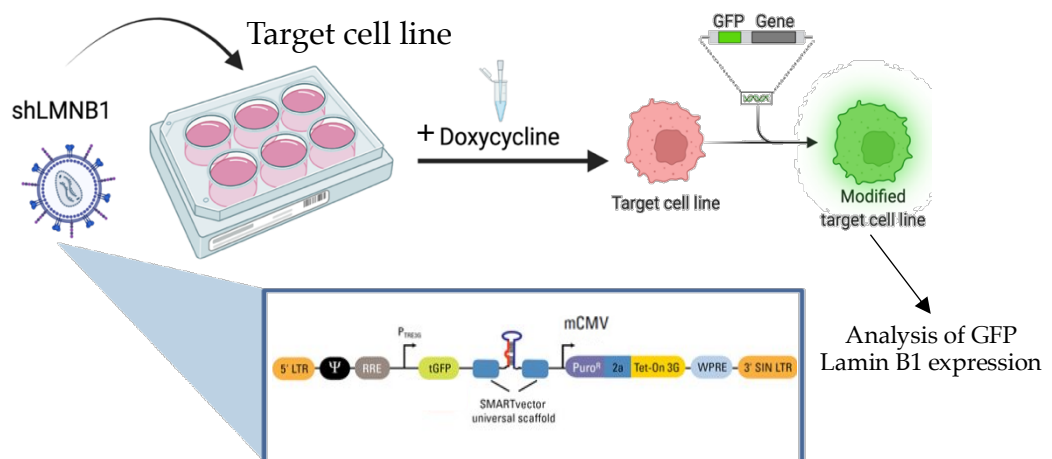 Target cell line
shLMNB1
+ Doxycycline
GFP Gene
Target cell line
Modified
target cell line
Analysis of GFP
Lamin B1 expression
P TRE3G
mCMV
5' LTR
Ψ
RRE
tGFP
Puro R
2a
Tet-On 3G
WPRE
3' SIN LTR
SMARTvector
universal scaffold